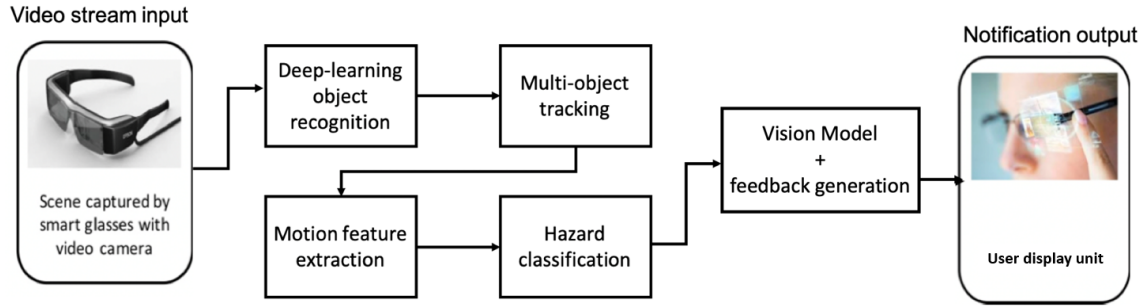 Video stream input
Scene captured by
smart glasses with
video camera
Deep-learning
object
recognition
Multi-object
tracking
Motion feature
extraction
Hazard
classification
Vision Model
+
feedback generation
Notification output
User display unit